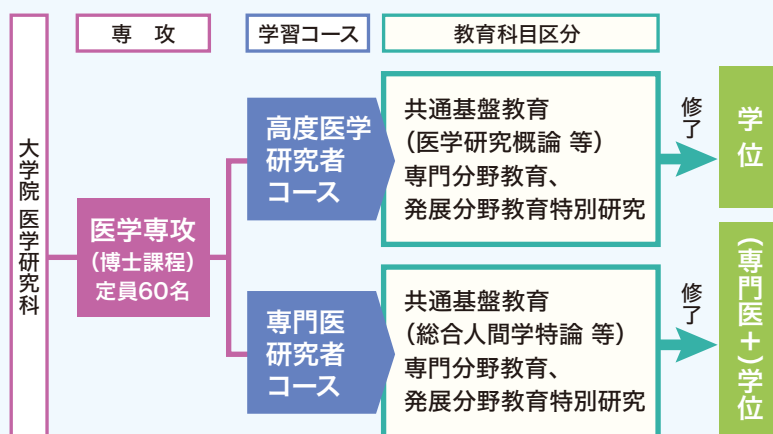 専　攻
学習コース
教育科目区分
大学院 医学研究科
医学専攻
（博士課程）
定員60名
高度医学
研究者
コース
共通基盤教育
（医学研究概論 等）
専門分野教育、
発展分野教育特別研究
修了
学位
専門医
研究者
コース
共通基盤教育
（総合人間学特論 等）
専門分野教育、
発展分野教育特別研究
修了
（専門医＋）学位